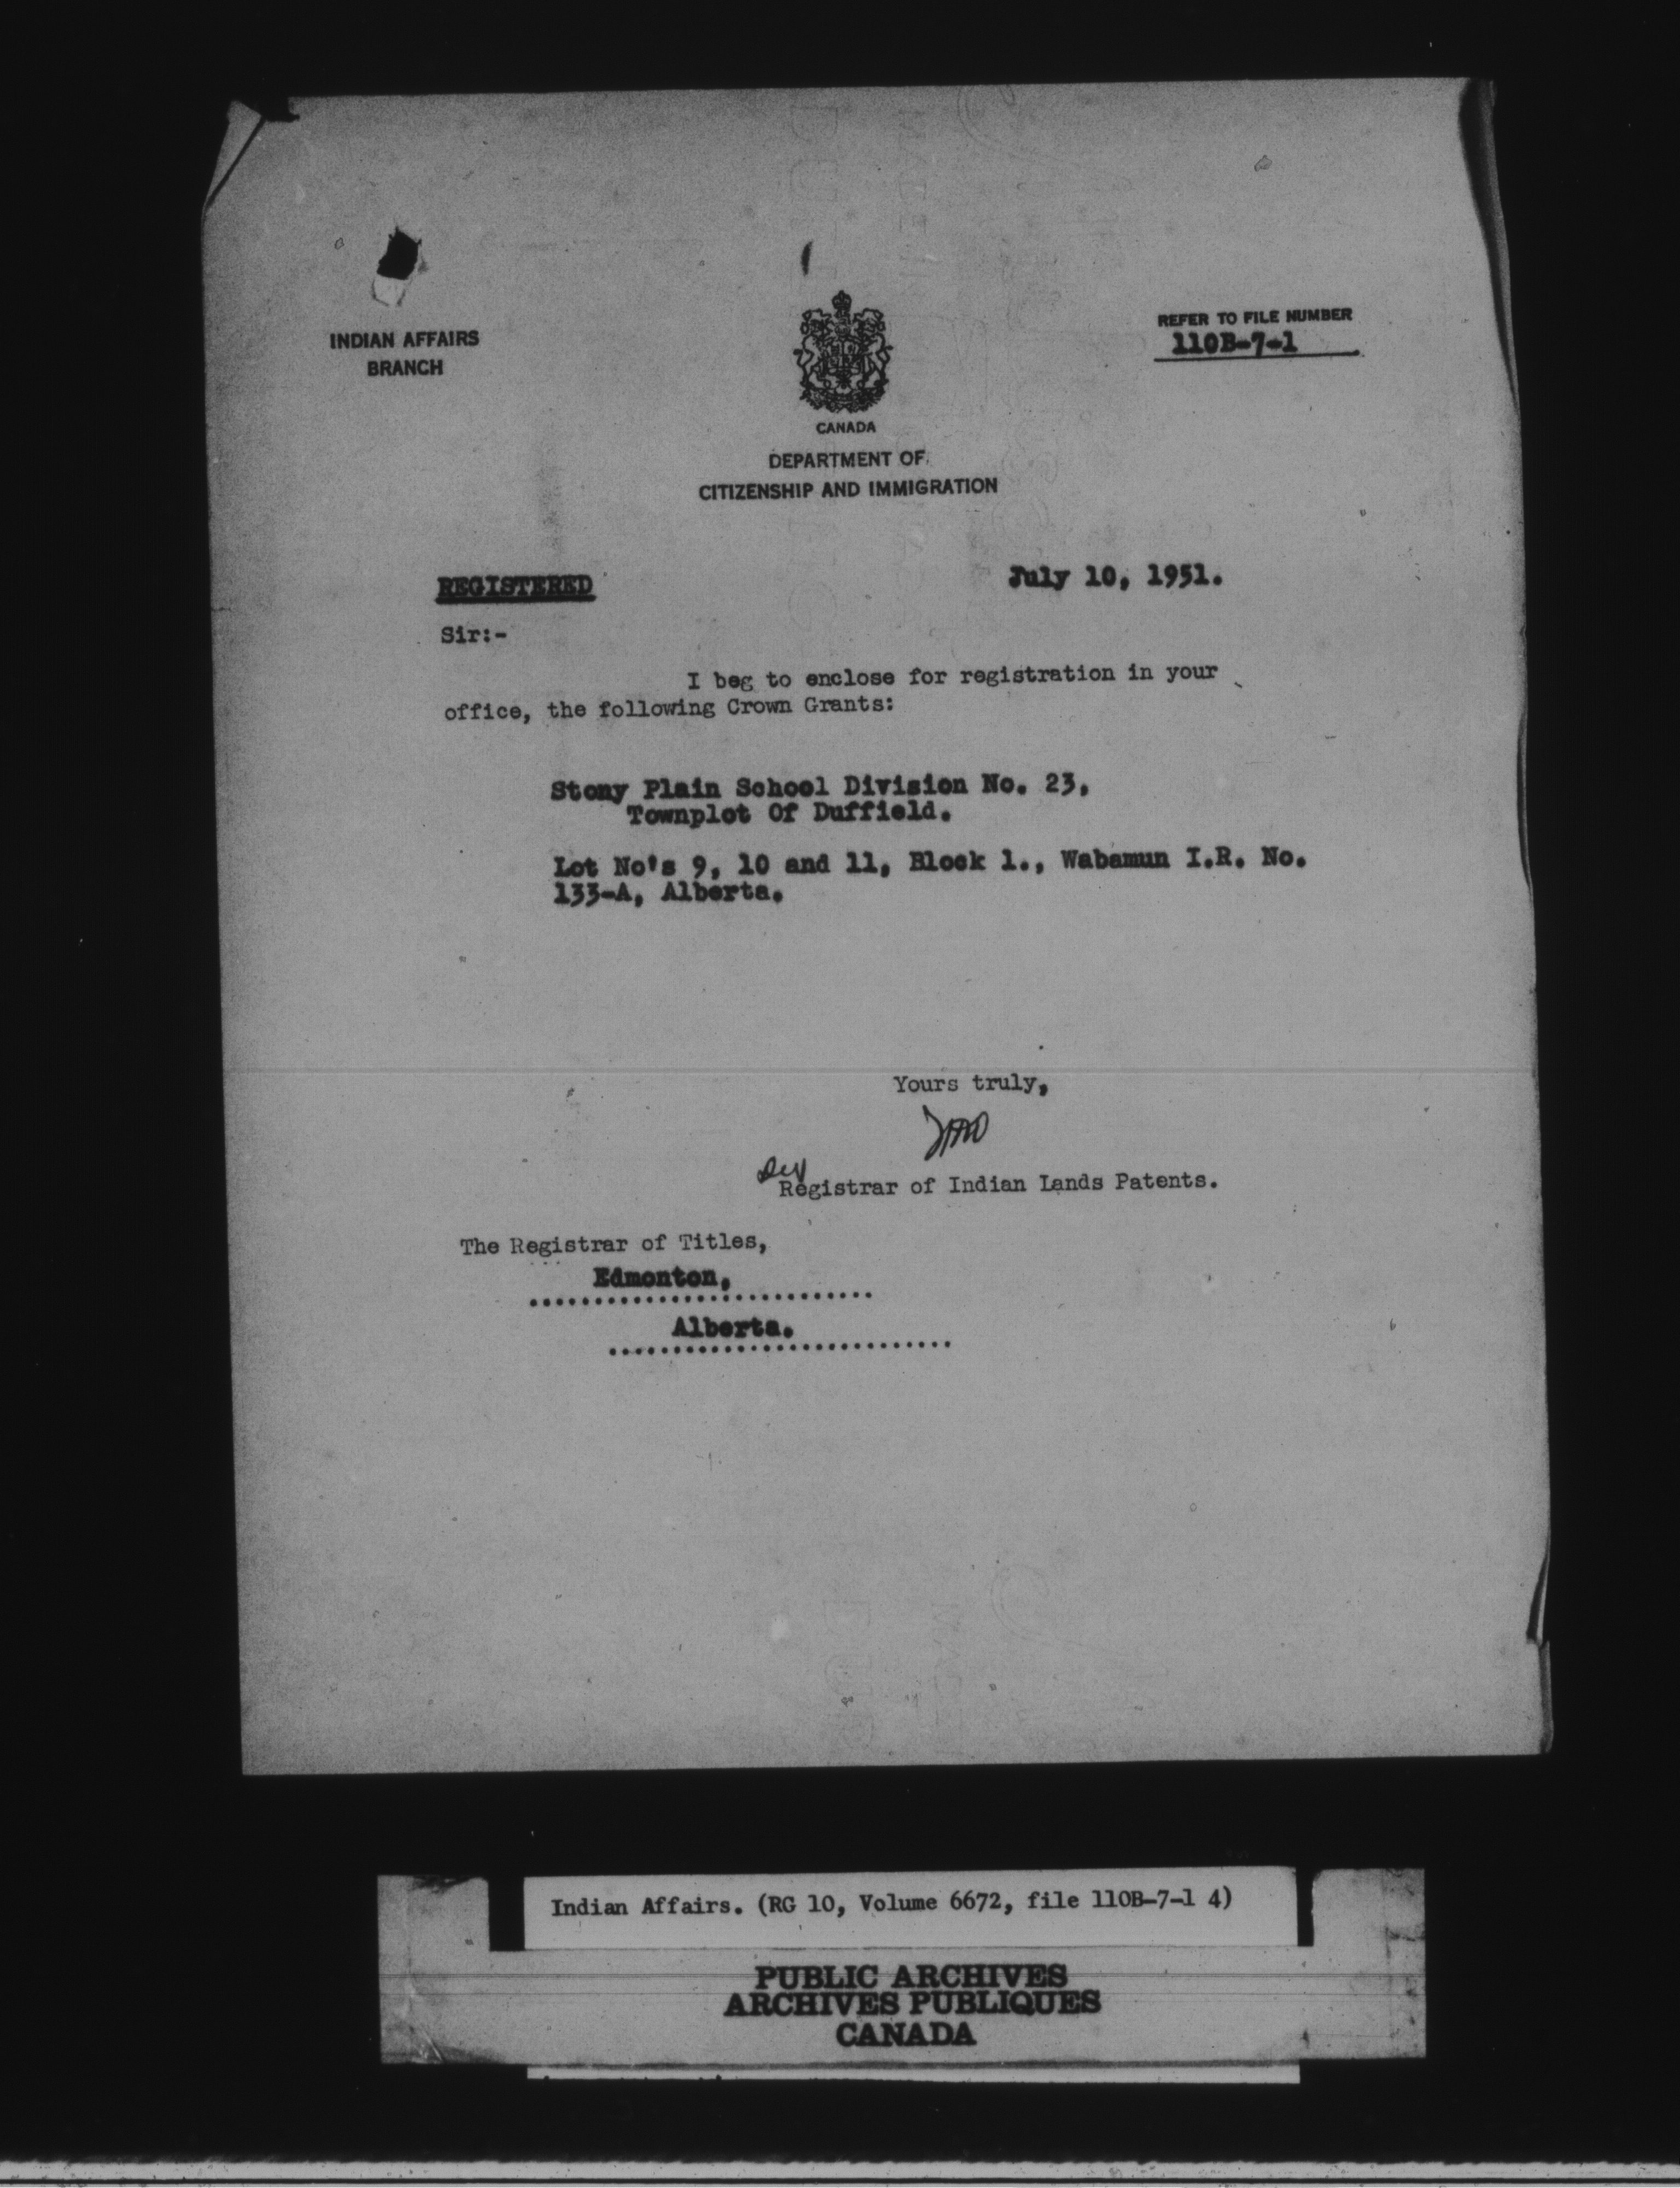 INDIAN AFFAIRS
BRANCH
REFER TO FILE NUMBER
110B-7-1
CANADA
DEPARTMENT OF
CITIZENSHIP AND IMMIGRATION
REGISTERED
July 10, 1951.
Sir:-
I beg to enclose for registration in your
office, the following Crown Grants:
Stony Plain School Division No. 23,
Townplot Of Duffield.
Lot No's 9, 10 and 11, Block 1., Wabamun I.R. No.
133-A, Alberta.
Yours truly,
Registrar of Indian Lands Patents.
The Registrar of Titles,
Edmonton,
Alberta.
Indian Affairs. (RG 10, Volume 6672, file 110B-7-1 4)
PUBLIC ARCHIVES
ARCHIVES PUBLIQUES
CANADA